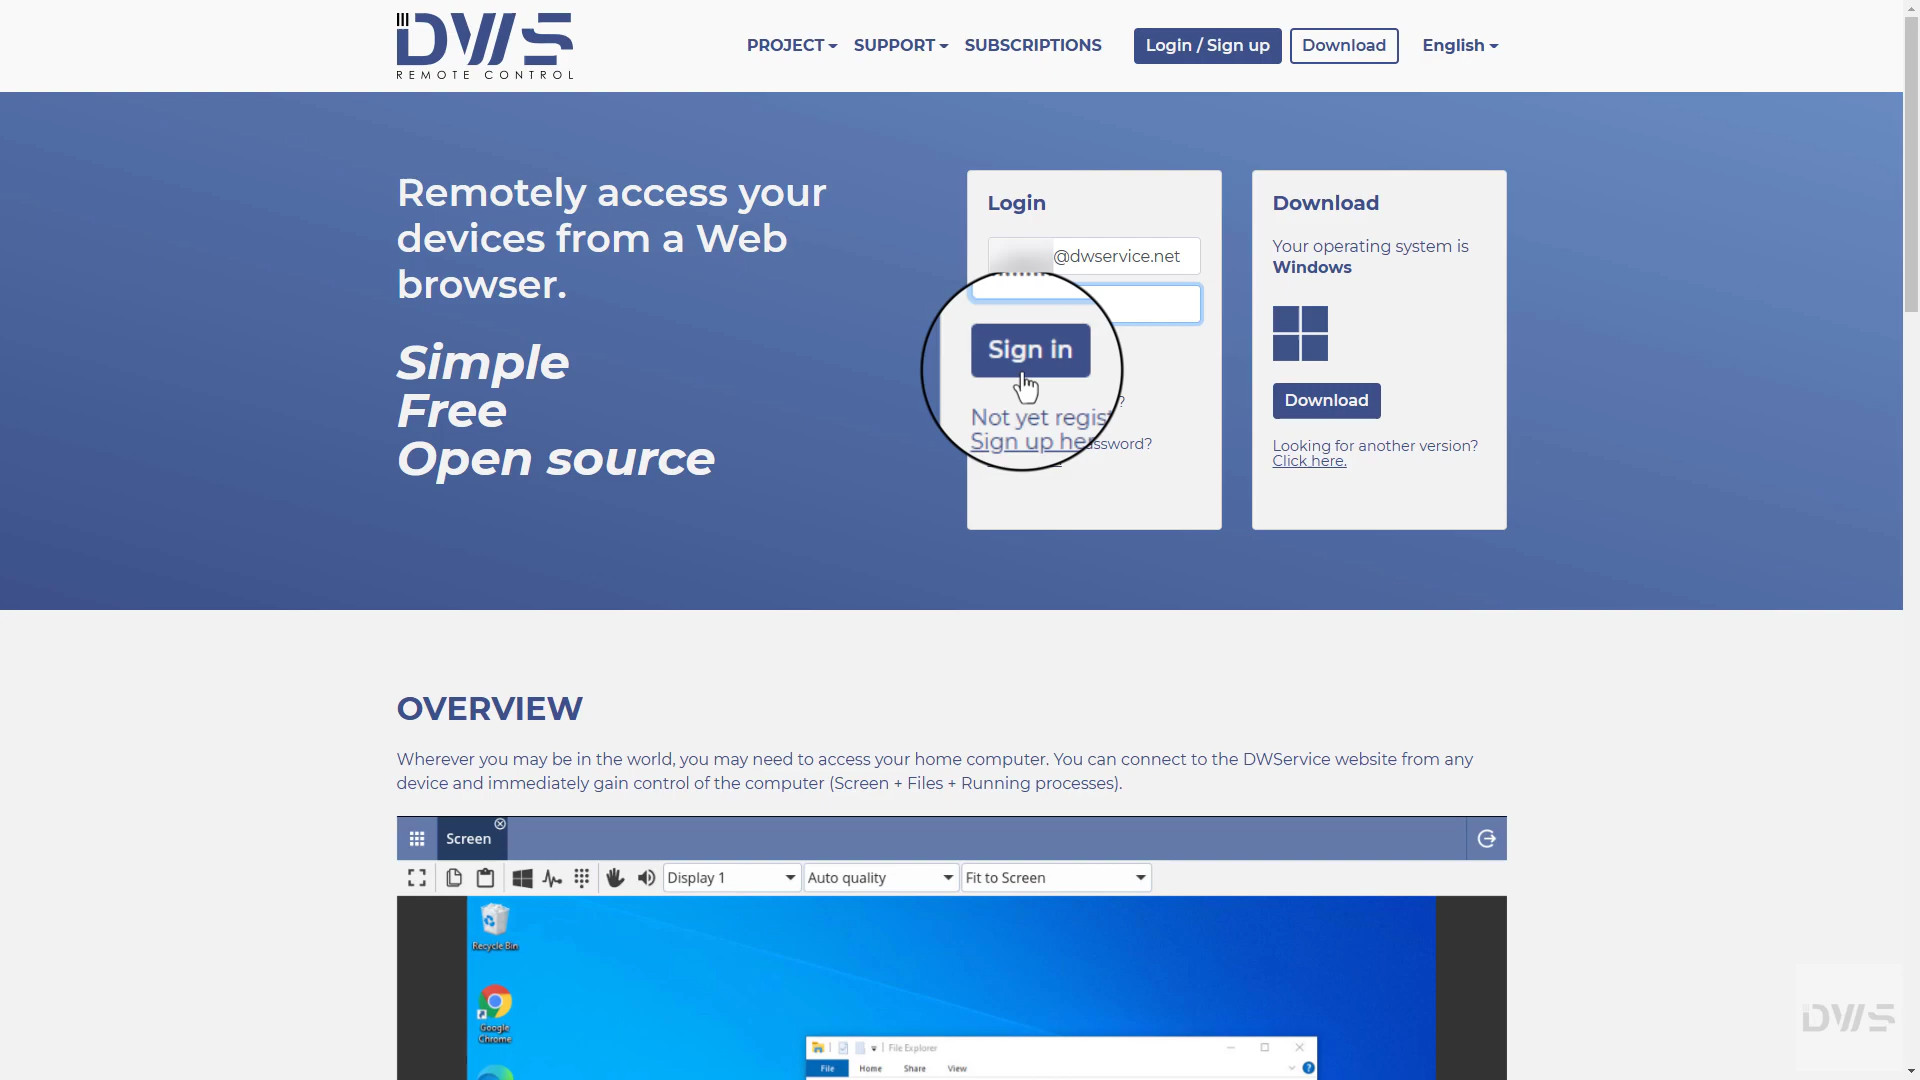 DWS
REMOTE CONTROL
PROJECT
SUPPORT
SUBSCRIPTIONS
Login / Sign up
Download
English
Remotely access your
devices from a Web
browser.
Simple
Free
Open source
Login
@dwservice.net
Sign in
Not yet regis
?
Sign up he
ssword?
Download
Your operating system is
Windows
Download
Looking for another version?
Click here.
OVERVIEW
Wherever you may be in the world, you may need to access your home computer. You can connect to the DWService website from any
device and immediately gain control of the computer (Screen + Files + Running processes).
Screen
Display 1
Auto quality
Fit to Screen
Recycle Bin
Google
Chrome
File Explorer
File
Home
Share
View
DWS